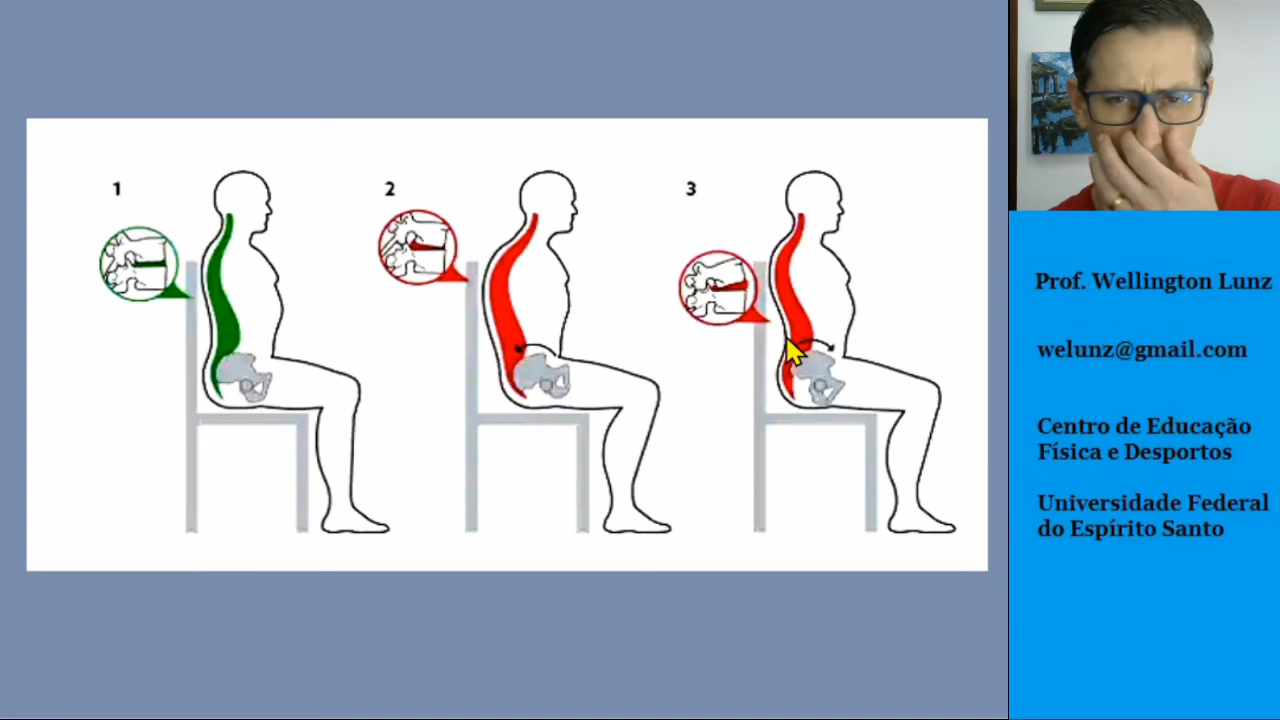 1
2
3
Prof. Wellington Lunz
welunz@gmail.com
Centro de Educação
Física e Desportos
Universidade Federal
do Espírito Santo